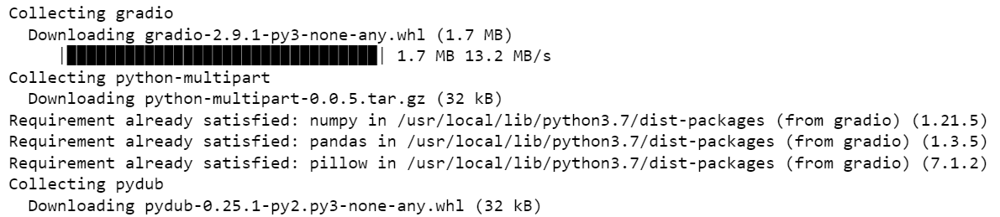 Collecting gradio
  Downloading gradio-2.9.1-py3-none-any.whl (1.7 MB)
     |████████████████████████████████| 1.7 MB 13.2 MB/s
Collecting python-multipart
  Downloading python-multipart-0.0.5.tar.gz (32 kB)
Requirement already satisfied: numpy in /usr/local/lib/python3.7/dist-packages (from gradio) (1.21.5)
Requirement already satisfied: pandas in /usr/local/lib/python3.7/dist-packages (from gradio) (1.3.5)
Requirement already satisfied: pillow in /usr/local/lib/python3.7/dist-packages (from gradio) (7.1.2)
Collecting pydub
  Downloading pydub-0.25.1-py2.py3-none-any.whl (32 kB)